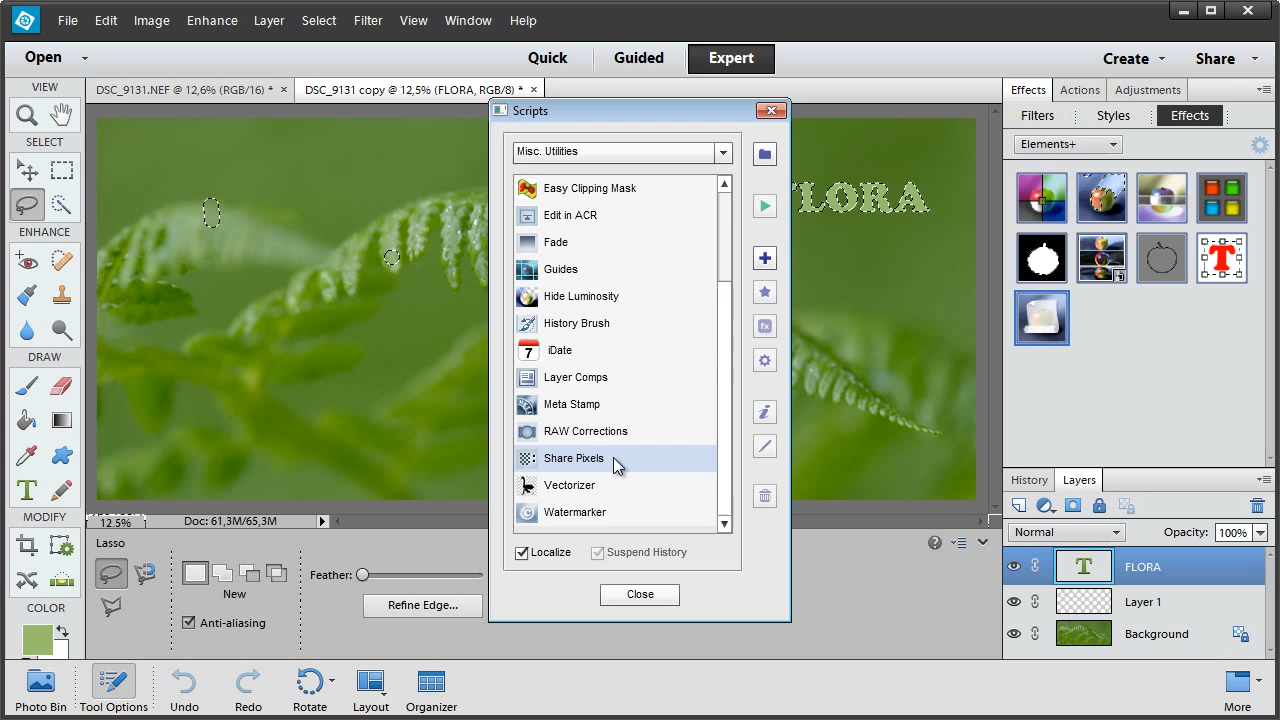 File Edit Image Enhance Layer Select Filter View Window Help
Open Quick Guided Expert Create Share
VIEW
SELECT
ENHANCE
DRAW
MODIFY
COLOR
DSC_9131.NEF @ 12,6% (RGB/16) * × DSC_9131 copy @ 12,5% (FLORA, RGB/8) * ×
FLORA
Scripts
Misc. Utilities
Easy Clipping Mask
Edit in ACR
Fade
Guides
Hide Luminosity
History Brush
7 iDate
Layer Comps
Meta Stamp
RAW Corrections
Share Pixels
Vectorizer
Watermarker
Localize Suspend History
Close
12.5% Doc: 61,3M/65,3M
Lasso
New
Anti-aliasing
Feather:
Refine Edge...
Effects Actions Adjustments
Filters Styles Effects
Elements+
History Layers
Normal Opacity: 100%
T FLORA
Layer 1
Background
Photo Bin Tool Options Undo Redo Rotate Layout Organizer More